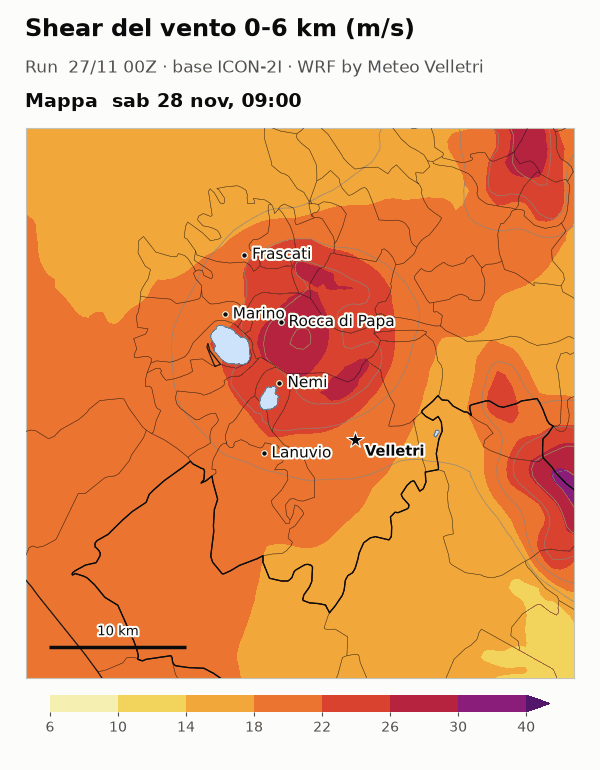 Shear del vento 0-6 km (m/s)
Run  27/11 00Z · base ICON-2I · WRF by Meteo Velletri
Mappa  sab 28 nov, 09:00
Frascati
Marino
Rocca di Papa
Nemi
Velletri
Lanuvio
10 km
6 10 14 18 22 26 30 40